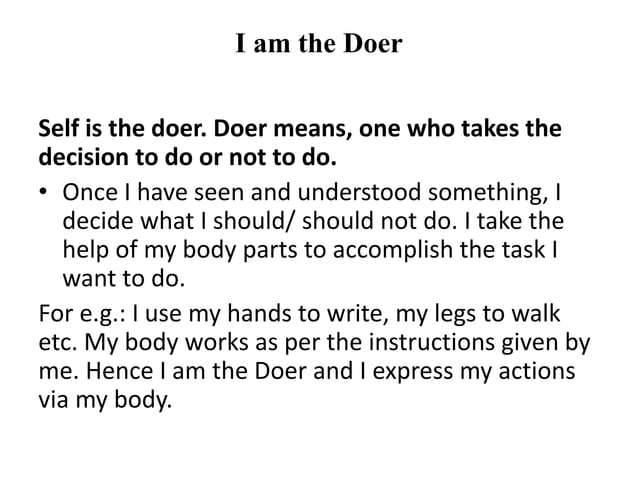 I am the Doer
Self is the doer. Doer means, one who takes the
decision to do or not to do.
• Once I have seen and understood something, I
decide what I should/ should not do. I take the
help of my body parts to accomplish the task I
want to do.
For e.g.: I use my hands to write, my legs to walk
etc. My body works as per the instructions given by
me. Hence I am the Doer and I express my actions
via my body.